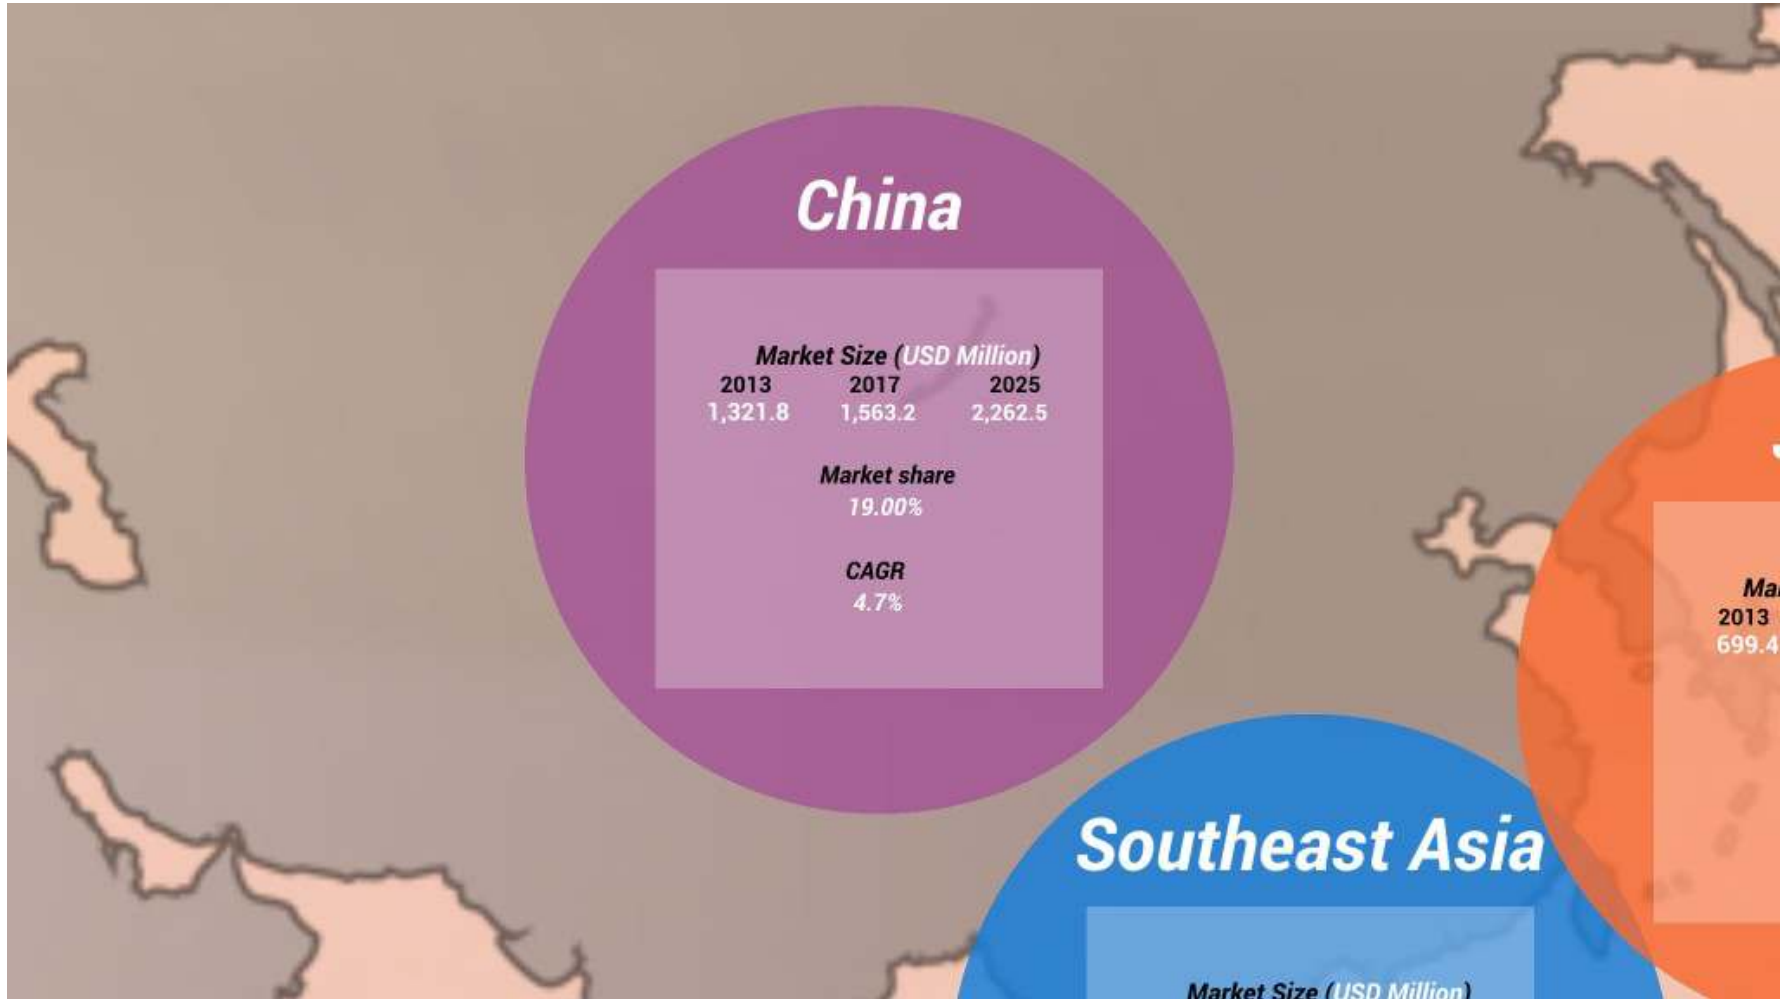 China
Market Size (USD Million)
2013 2017 2025
1,321.8 1,563.2 2,262.5
Market share
19.00%
CAGR
4.7%
2013
699.4
Southeast Asia
Market Size (USD Million)